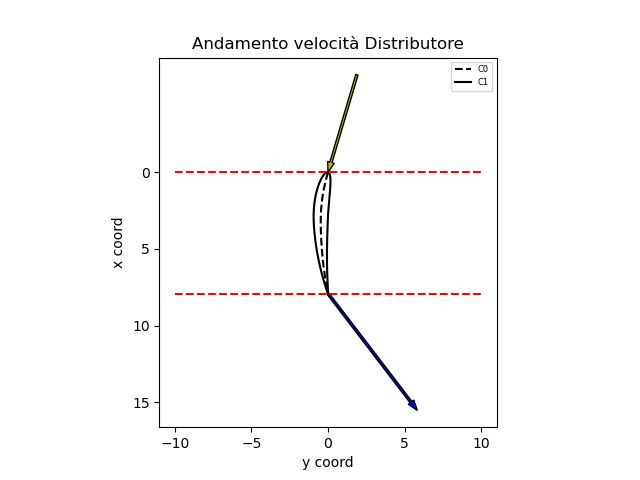 Andamento velocità Distributore
C0
C1
0
5
10
15
x coord
−10
−5
0
5
10
y coord